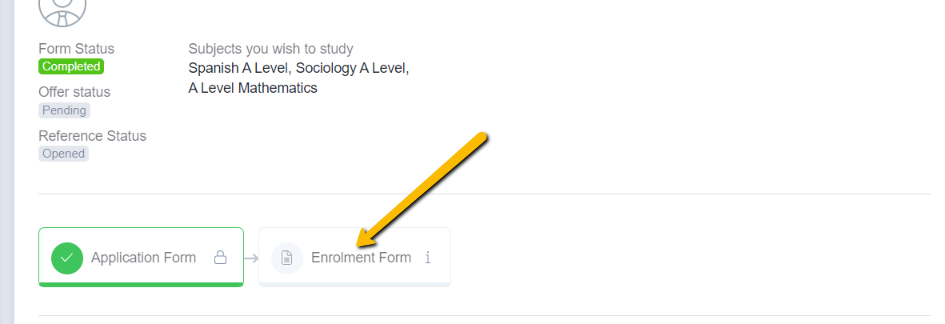 Form Status
Completed
Offer status
Pending
Reference Status
Opened
Subjects you wish to study
Spanish A Level, Sociology A Level,
A Level Mathematics
Application Form
Enrolment Form
i